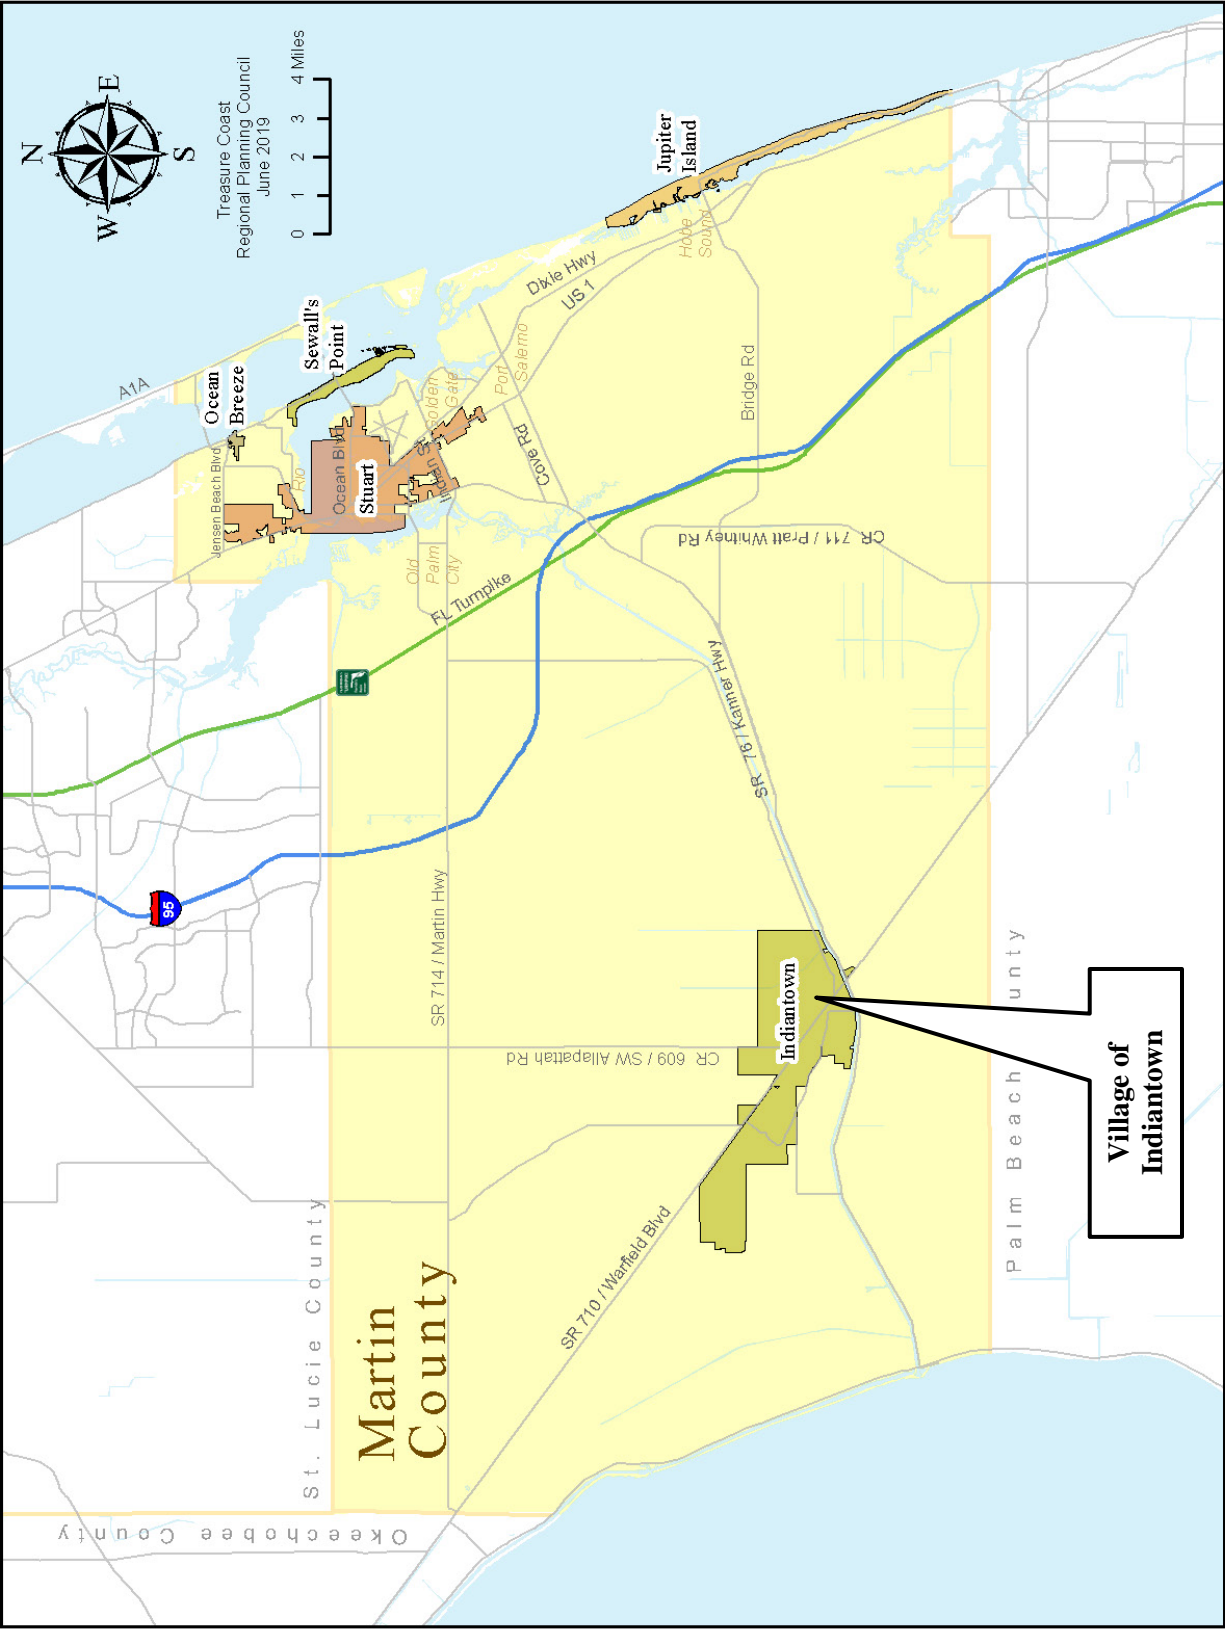 N
W
E
S
Treasure Coast
Regional Planning Council
June 2019
0 1 2 3 4 Miles
A1A
Ocean
Breeze
Sewall's
Point
Jensen Beach Blvd
Rio
Ocean Blvd
Stuart
Indian St
Golden
Gate
Port
Salerno
Dixie Hwy
US 1
Cove Rd
Jupiter
Island
Hobe
Sound
Bridge Rd
Old
Palm
City
FL Turnpike
CR 711 / Pratt Whitney Rd
SR 76 / Kanner Hwy
95
SR 714 / Martin Hwy
CR 609 / SW Allapattah Rd
Indiantown
SR 710 / Warfield Blvd
Martin
County
St. Lucie County
Okeechobee County
Palm Beach County
Village of
Indiantown